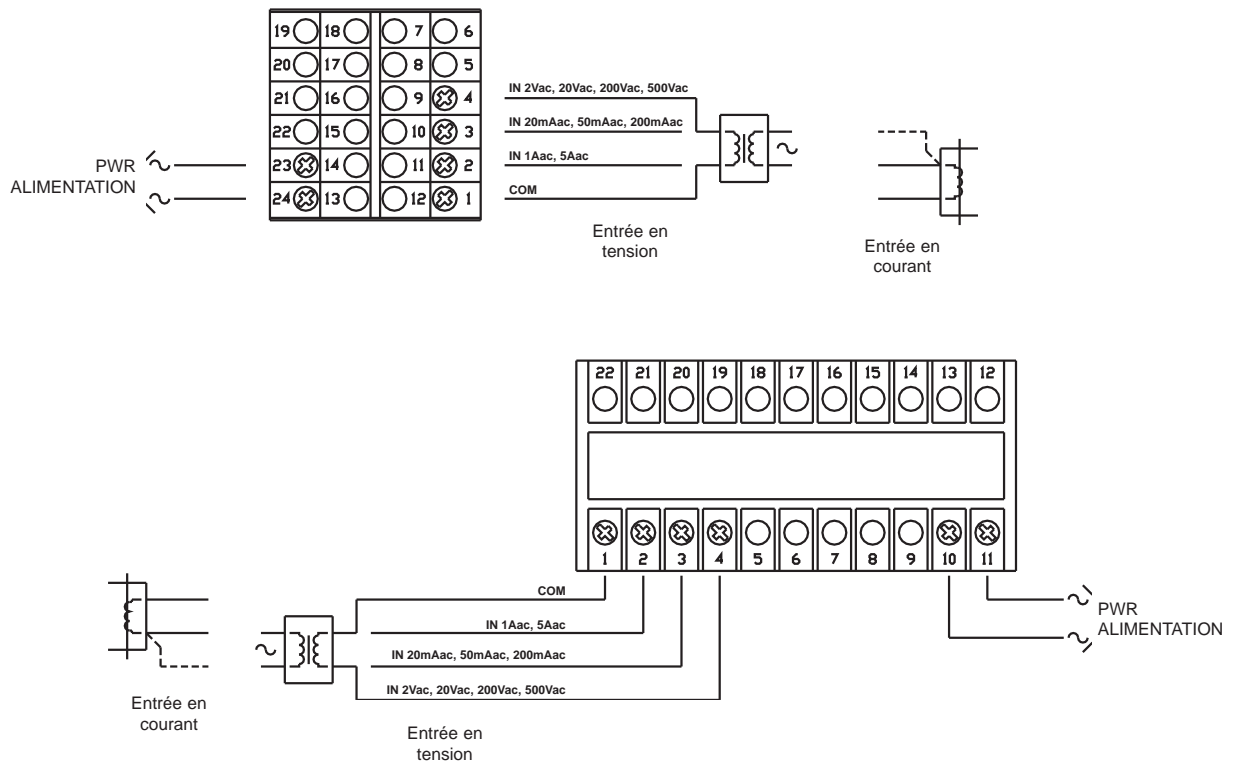 19 18 7 6
20 17 8 5
21 16 9 4
22 15 10 3
23 14 11 2
24 13 12 1
IN 2Vac, 20Vac, 200Vac, 500Vac
IN 20mAac, 50mAac, 200mAac
IN 1Aac, 5Aac
COM
PWR
ALIMENTATION
Entrée en
tension
Entrée en
courant
22 21 20 19 18 17 16 15 14 13 12
1 2 3 4 5 6 7 8 9 10 11
COM
IN 1Aac, 5Aac
IN 20mAac, 50mAac, 200mAac
IN 2Vac, 20Vac, 200Vac, 500Vac
PWR
ALIMENTATION
Entrée en
courant
Entrée en
tension